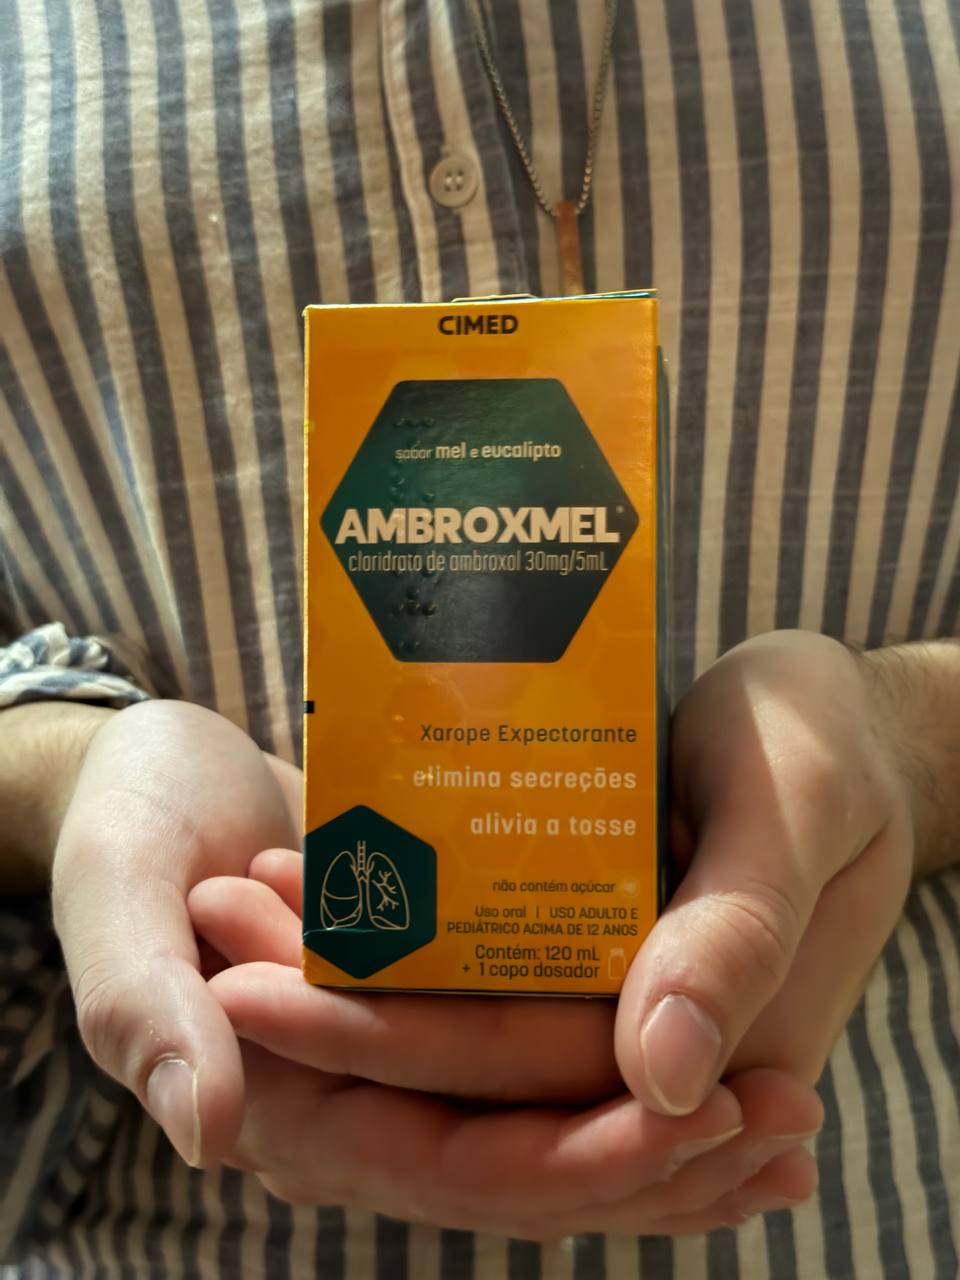 CIMED
sabor mel e eucalipto
AMBROXMEL®
cloridrato de ambroxol 30mg/5mL
Xarope Expectorante
elimina secreções
alivia a tosse
não contém açúcar
Uso oral | USO ADULTO E
PEDIÁTRICO ACIMA DE 12 ANOS
Contém: 120 mL
+ 1 copo dosador